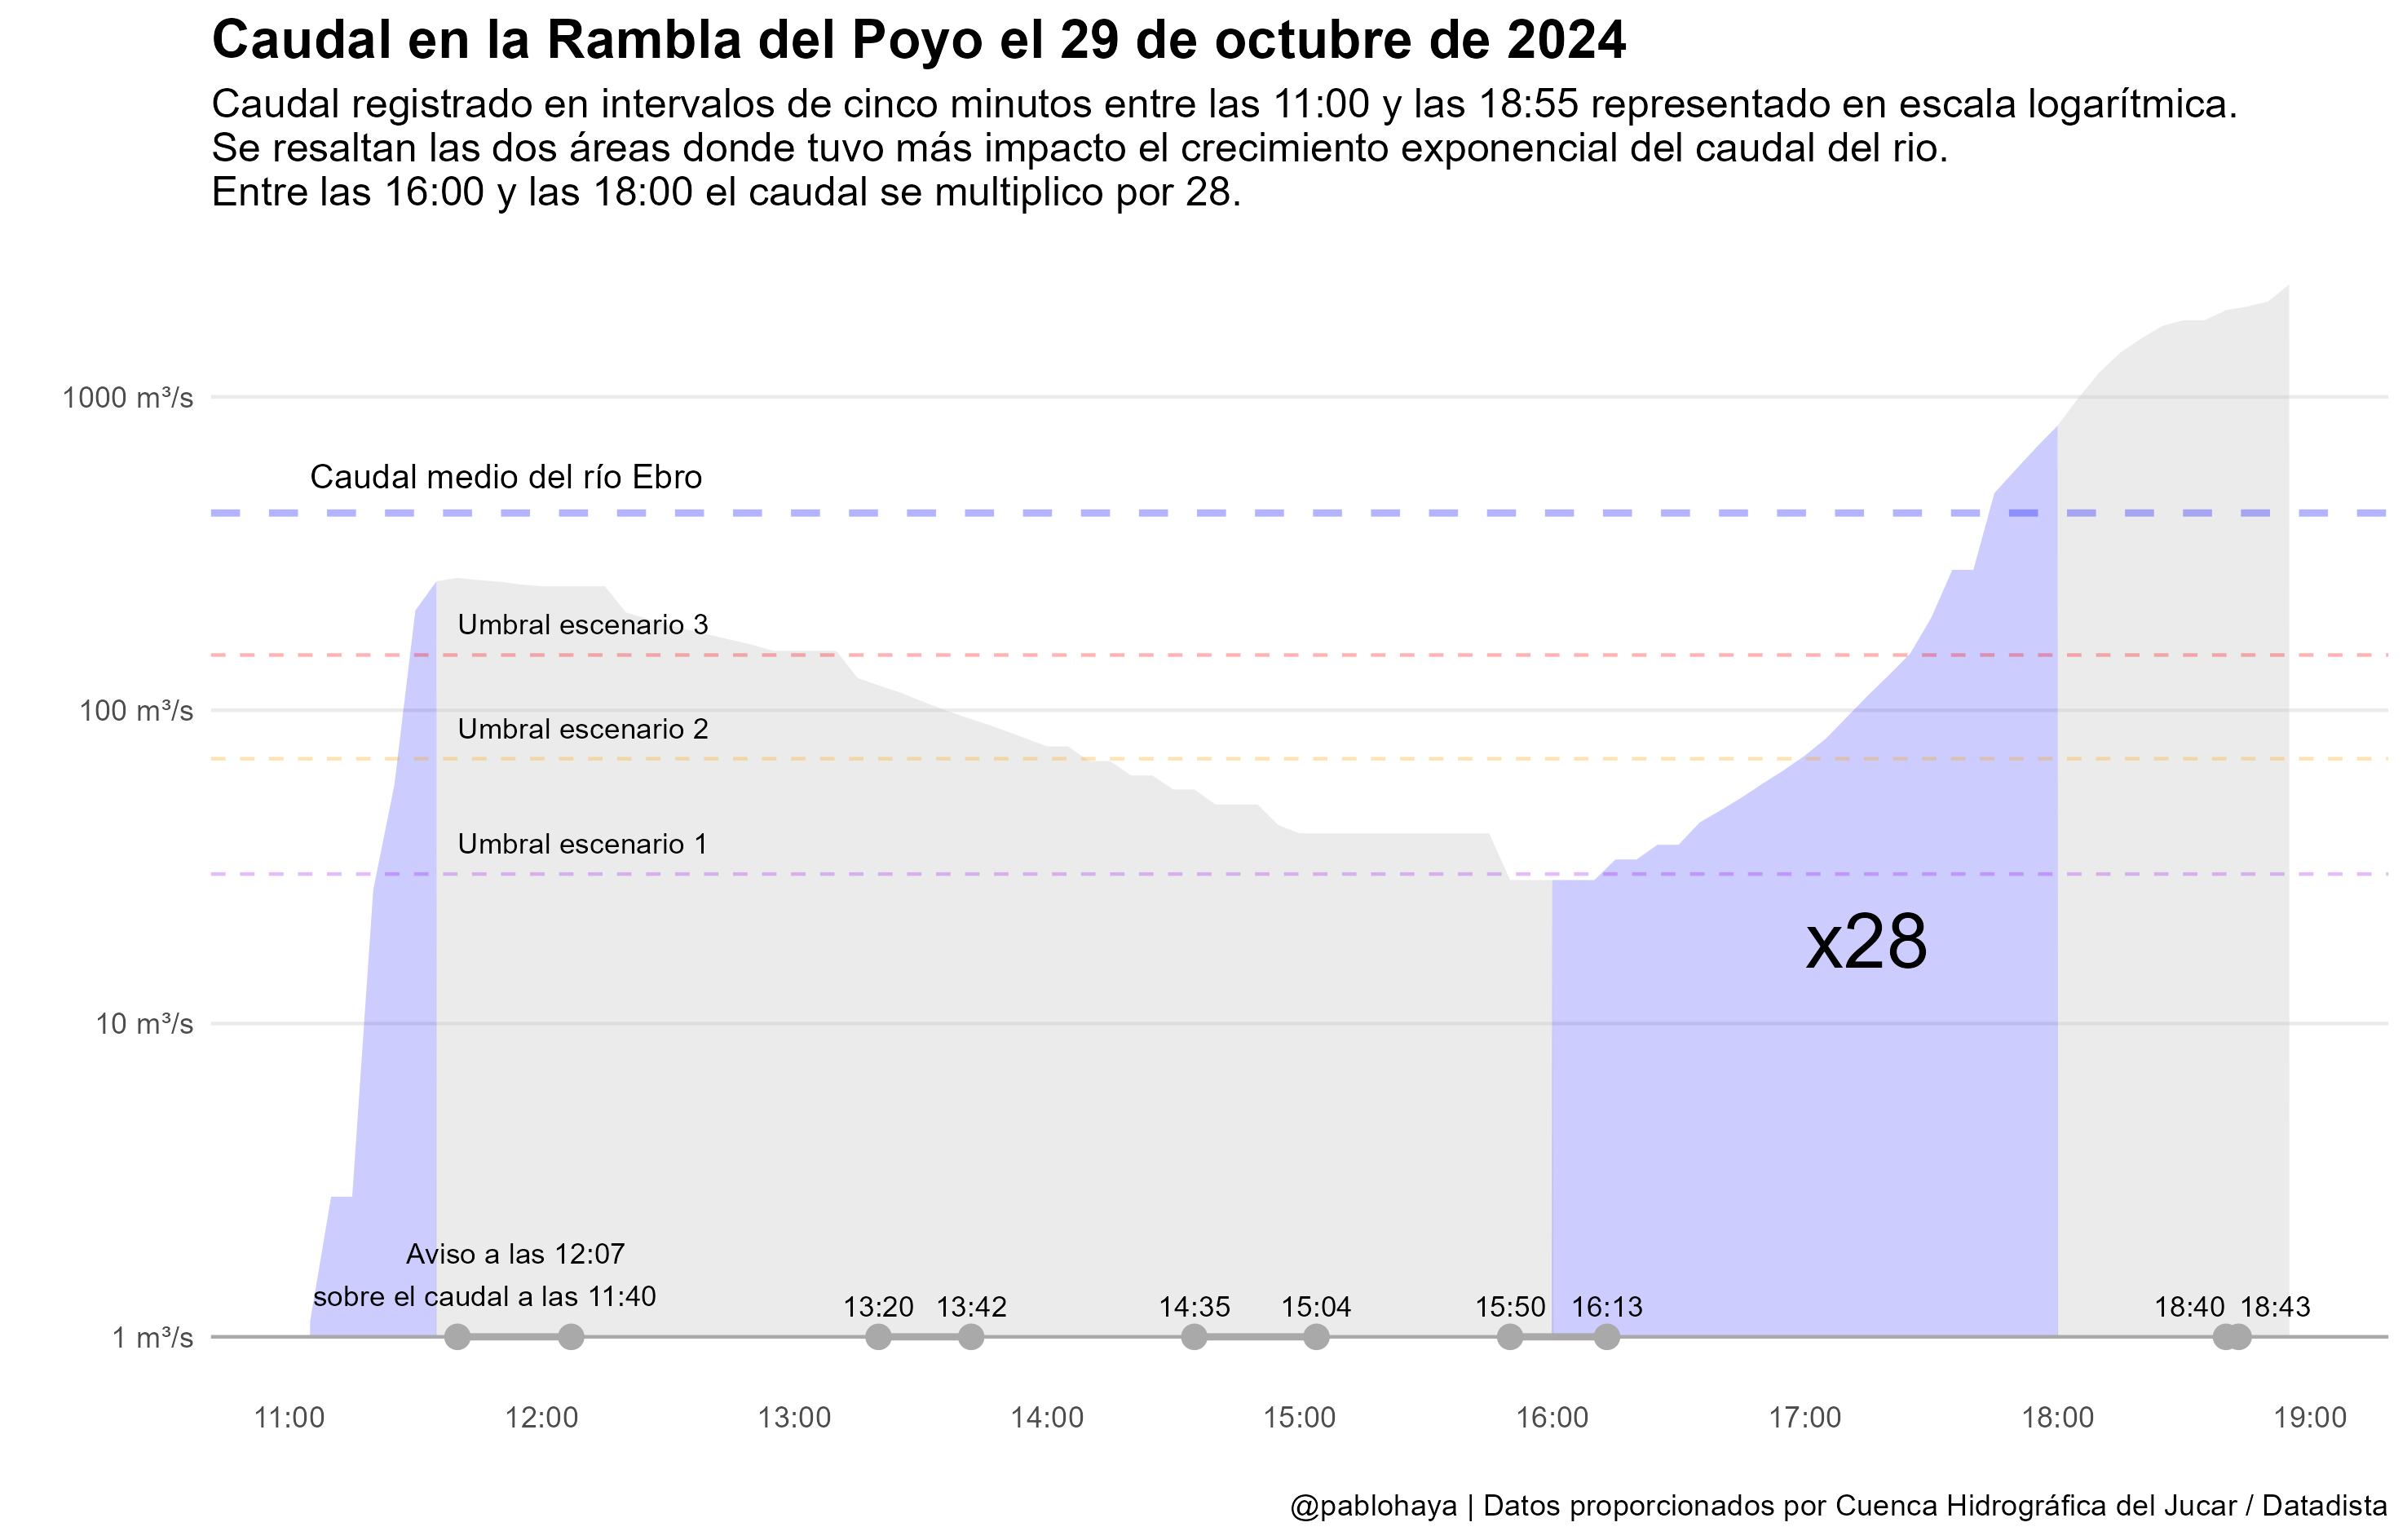 Caudal en la Rambla del Poyo el 29 de octubre de 2024
Caudal registrado en intervalos de cinco minutos entre las 11:00 y las 18:55 representado en escala logarítmica.
Se resaltan las dos áreas donde tuvo más impacto el crecimiento exponencial del caudal del rio.
Entre las 16:00 y las 18:00 el caudal se multiplico por 28.
1000 m³/s
Caudal medio del río Ebro
Umbral escenario 3
100 m³/s
Umbral escenario 2
Umbral escenario 1
x28
10 m³/s
Aviso a las 12:07
sobre el caudal a las 11:40
13:20 13:42 14:35 15:04 15:50 16:13 18:40 18:43
1 m³/s
11:00 12:00 13:00 14:00 15:00 16:00 17:00 18:00 19:00
@pablohaya | Datos proporcionados por Cuenca Hidrográfica del Jucar / Datadista